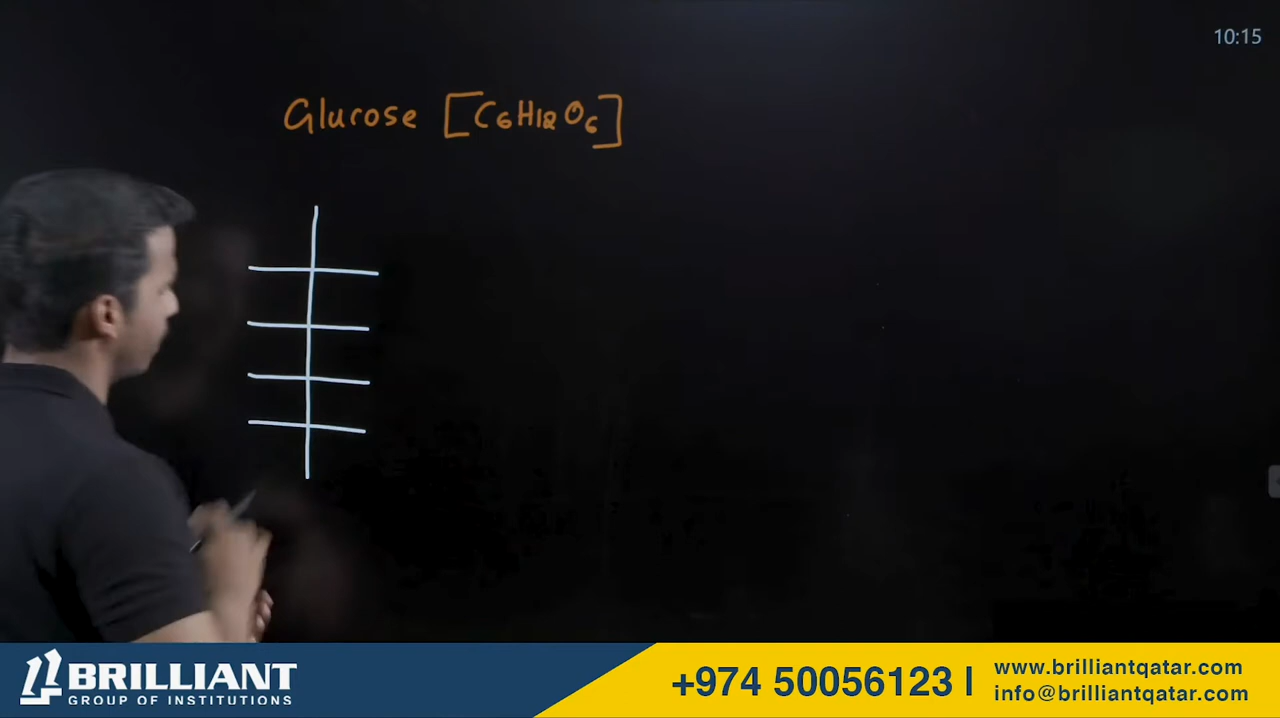 10:15
Glucose [C6H12O6]
BRILLIANT
GROUP OF INSTITUTIONS
+974 50056123 |
www.brilliantqatar.com
info@brilliantqatar.com